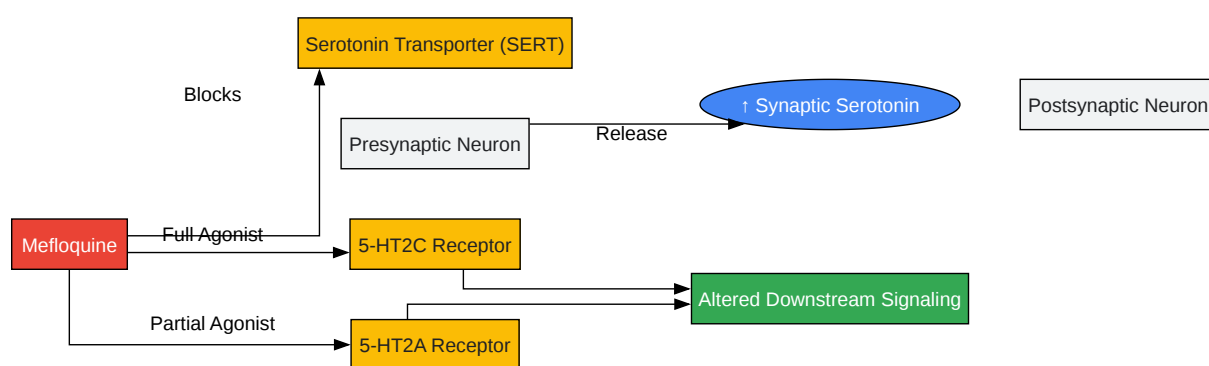 Serotonin Transporter (SERT)
Blocks
↑ Synaptic Serotonin
Postsynaptic Neuron
Release
Presynaptic Neuron
Full Agonist
Mefloquine
5-HT2C Receptor
Altered Downstream Signaling
Partial Agonist
5-HT2A Receptor